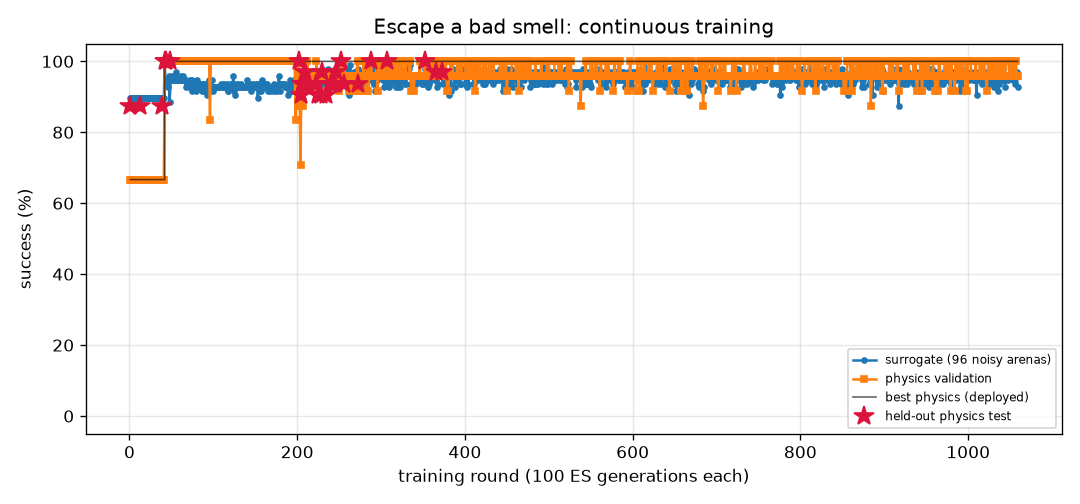 Escape a bad smell: continuous training
success (%)
100
80
60
40
20
0
surrogate (96 noisy arenas)
physics validation
best physics (deployed)
held-out physics test
0 200 400 600 800 1000
training round (100 ES generations each)